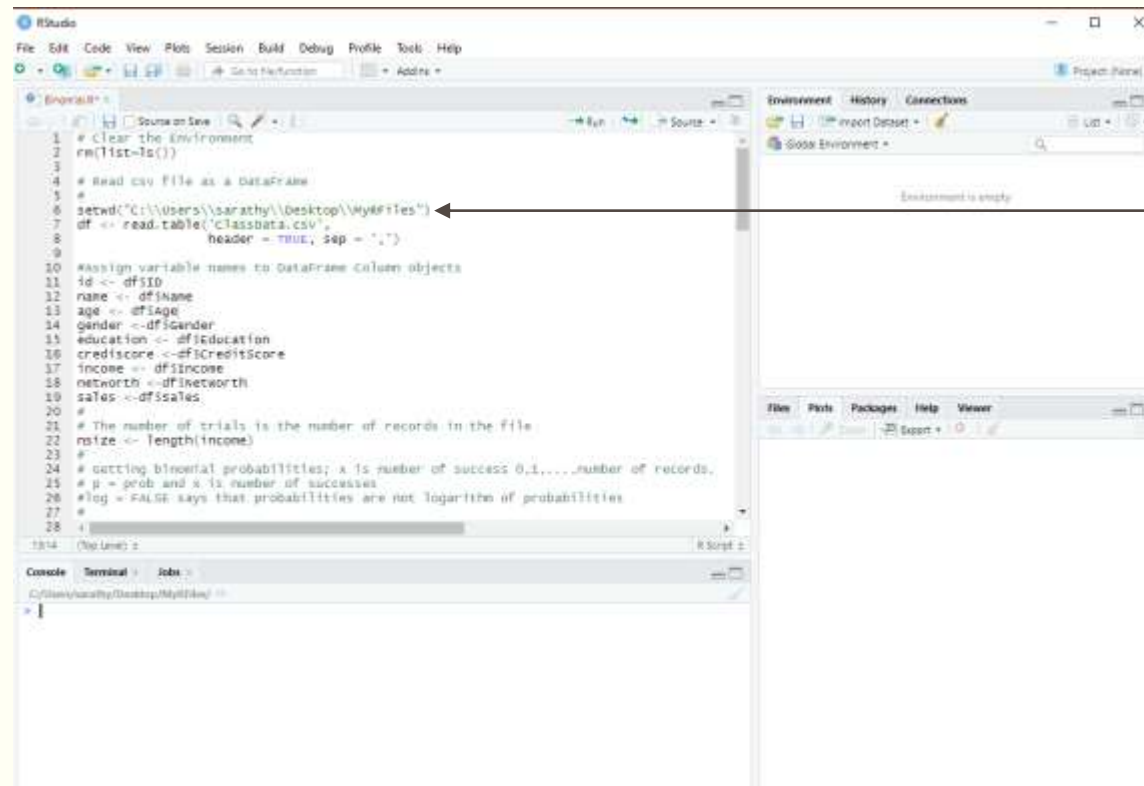 RStudio
File Edit Code View Plots Session Build Debug Profile Tools Help
Go to file/function Addins
Project: (None)
Source on Save Run Source
1 # Clear the Environment
2 rm(list=ls())
3
4 # Read csv file as a DataFrame
5 #
6 setwd("C:\\Users\\sarathy\\Desktop\\MyRFiles")
7 df <- read.table('ClassData.csv',
8 header = TRUE, sep = ',')
9
10 #Assign variable names to DataFrame Column objects
11 id <- df$ID
12 name <- df$Name
13 age <- df$Age
14 gender <-df$Gender
15 education <- df$Education
16 crediscore <-df$CreditScore
17 income <- df$Income
18 networth <-df$Networth
19 sales <-df$sales
20 #
21 # The number of trials is the number of records in the file
22 nsize <- length(income)
23 #
24 # Getting binomial probabilities; x is number of success 0,1,....,number of records.
25 # p = prob and x is number of successes
26 #log = FALSE says that probabilities are not logarithm of probabilities
27 #
28
(Top Level) R Script
Console Terminal Jobs
C:/Users/sarathy/Desktop/MyRFiles/
>
Environment History Connections
Import Dataset List
Global Environment
Environment is empty
Files Plots Packages Help Viewer
Zoom Export